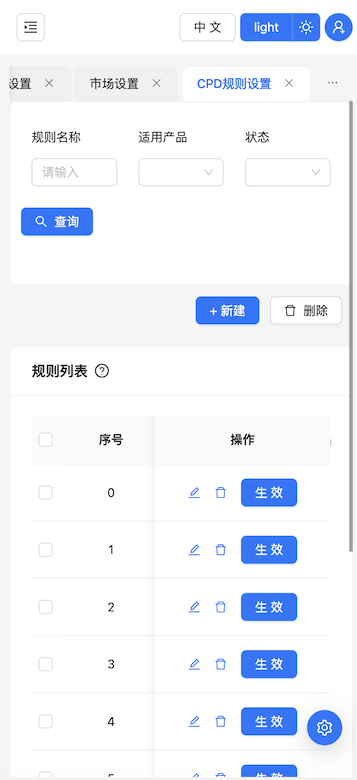 中 文
light
设置
市场设置
CPD规则设置
规则名称
适用产品
状态
请输入
查询
+ 新建
删除
规则列表
序号
操作
0
生 效
1
生 效
2
生 效
3
生 效
4
生 效